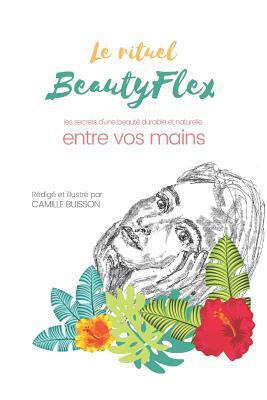 Le rituel
BeautyFlex
les secrets d'une beauté durable et naturelle
entre vos mains
Rédigé et illustré par
CAMILLE BUISSON